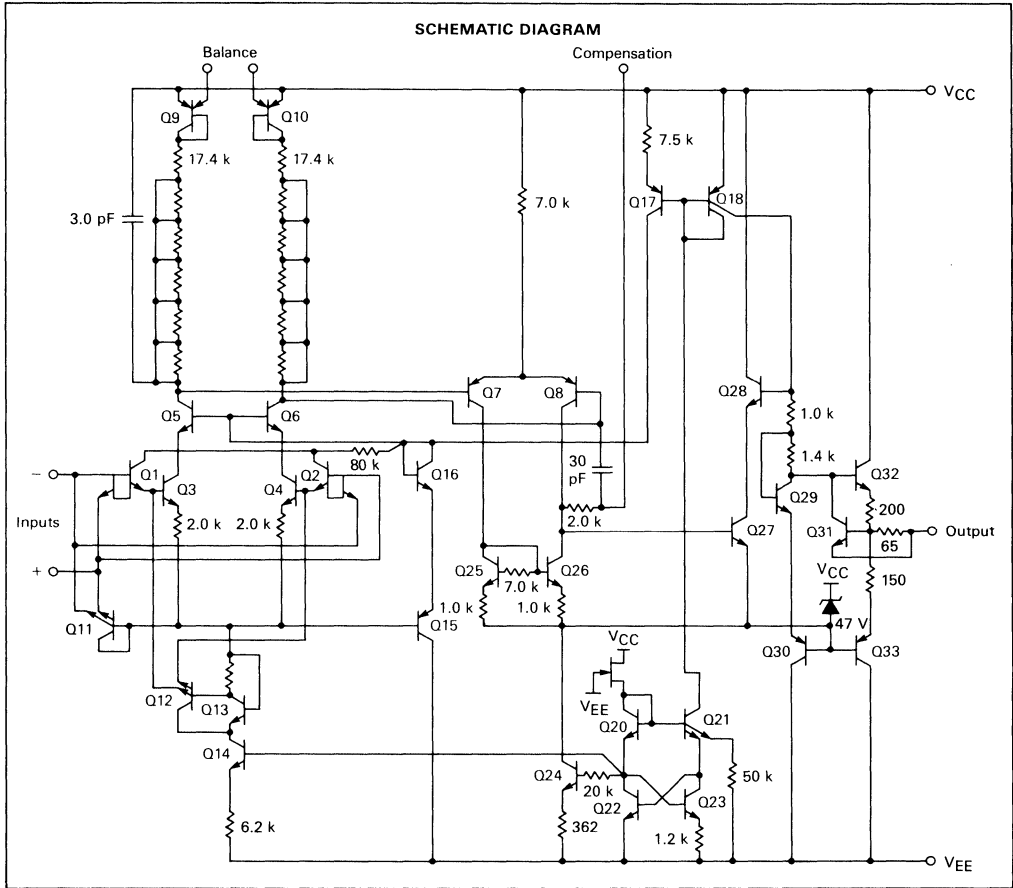 SCHEMATIC DIAGRAM
Balance
Compensation
VCC
Q9
Q10
17.4 k
17.4 k
7.5 k
3.0 pF
7.0 k
Q17
Q18
Q7
Q8
Q28
1.0 k
1.4 k
Q5
Q6
80 k
Q16
30 pF
Q32
Q29
200
−
Q1
Q3
Q4
Q2
2.0 k
2.0 k
2.0 k
Q27
Q31
65
Output
Inputs
+
Q25
7.0 k
Q26
VCC
150
1.0 k
1.0 k
47 V
Q11
Q15
VCC
Q30
Q33
Q12
Q13
VEE
Q20
Q21
Q14
Q24
20 k
50 k
Q22
Q23
6.2 k
362
1.2 k
VEE